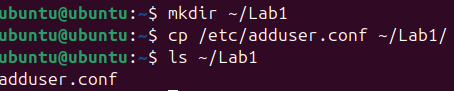 ubuntu@ubuntu:~$ mkdir ~/Lab1
ubuntu@ubuntu:~$ cp /etc/adduser.conf ~/Lab1/
ubuntu@ubuntu:~$ ls ~/Lab1
adduser.conf